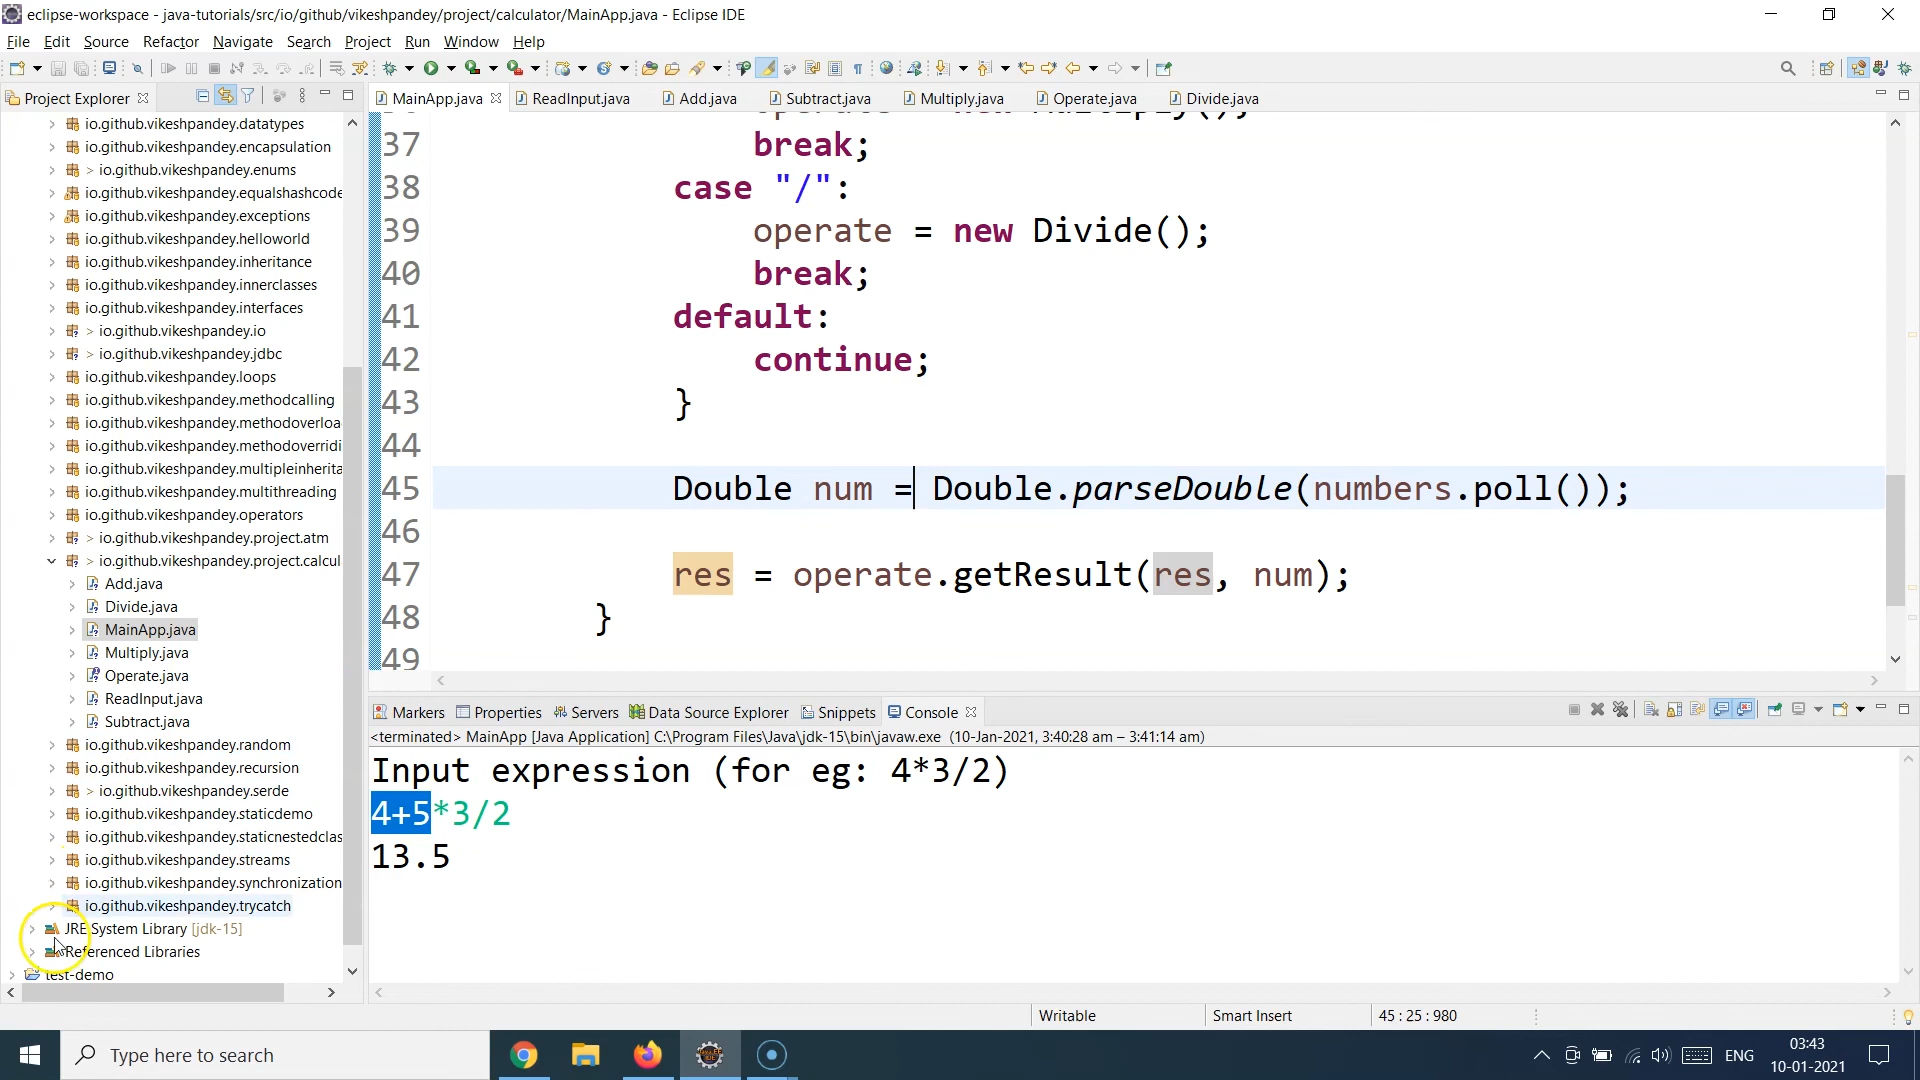 eclipse-workspace - java-tutorials/src/io/github/vikeshpandey/project/calculator/MainApp.java - Eclipse IDE
File Edit Source Refactor Navigate Search Project Run Window Help
Project Explorer
MainApp.java ReadInput.java Add.java Subtract.java Multiply.java Operate.java Divide.java
io.github.vikeshpandey.datatypes
io.github.vikeshpandey.encapsulation
> io.github.vikeshpandey.enums
io.github.vikeshpandey.equalshashcode
io.github.vikeshpandey.exceptions
io.github.vikeshpandey.helloworld
io.github.vikeshpandey.inheritance
io.github.vikeshpandey.innerclasses
io.github.vikeshpandey.interfaces
> io.github.vikeshpandey.io
> io.github.vikeshpandey.jdbc
io.github.vikeshpandey.loops
io.github.vikeshpandey.methodcalling
io.github.vikeshpandey.methodoverloa
io.github.vikeshpandey.methodoverridi
io.github.vikeshpandey.multipleinherita
io.github.vikeshpandey.multithreading
io.github.vikeshpandey.operators
> io.github.vikeshpandey.project.atm
> io.github.vikeshpandey.project.calcul
Add.java
Divide.java
MainApp.java
Multiply.java
Operate.java
ReadInput.java
Subtract.java
io.github.vikeshpandey.random
io.github.vikeshpandey.recursion
> io.github.vikeshpandey.serde
io.github.vikeshpandey.staticdemo
io.github.vikeshpandey.staticnestedclas
io.github.vikeshpandey.streams
io.github.vikeshpandey.synchronization
io.github.vikeshpandey.trycatch
JRE System Library [jdk-15]
Referenced Libraries
test-demo
operate = new Multiply();
37 break;
38 case "/":
39 operate = new Divide();
40 break;
41 default:
42 continue;
43 }
44
45 Double num = Double.parseDouble(numbers.poll());
46
47 res = operate.getResult(res, num);
48 }
49
Markers Properties Servers Data Source Explorer Snippets Console
<terminated> MainApp [Java Application] C:\Program Files\Java\jdk-15\bin\javaw.exe (10-Jan-2021, 3:40:28 am – 3:41:14 am)
Input expression (for eg: 4*3/2)
4+5*3/2
13.5
Writable Smart Insert 45 : 25 : 980
Type here to search
ENG
03:43
10-01-2021